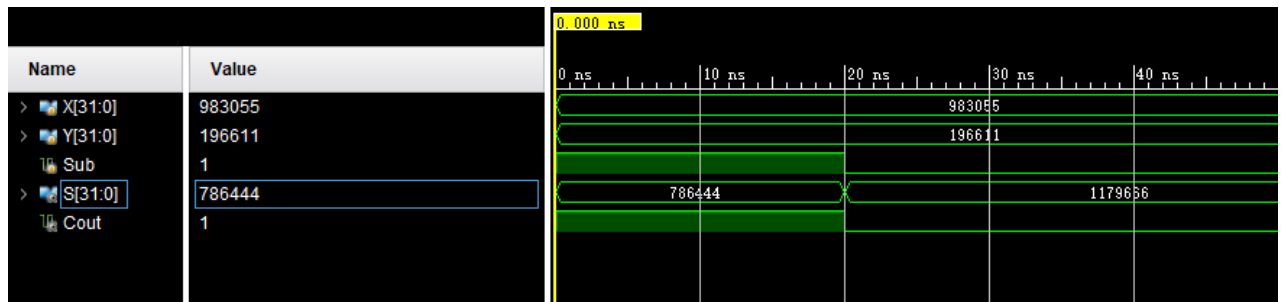 0.000 ns
Name Value
0 ns 10 ns 20 ns 30 ns 40 ns
X[31:0] 983055 983055
Y[31:0] 196611 196611
Sub 1
S[31:0] 786444 786444 1179666
Cout 1